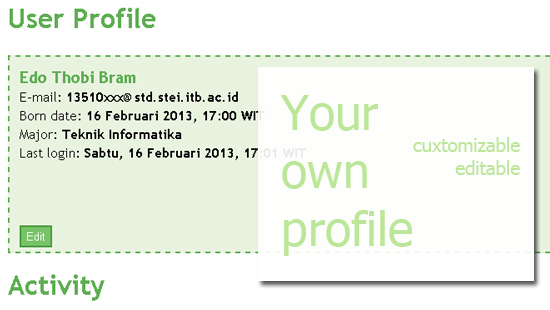 User Profile
Edo Thobi Bram
E-mail: 13510xxx@std.stei.itb.ac.id
Born date: 16 Februari 2013, 17:00 WIT
Major: Teknik Informatika
Last login: Sabtu, 16 Februari 2013, 17:01 WIT
Edit
Your
own
profile
cuxtomizable
editable
Activity